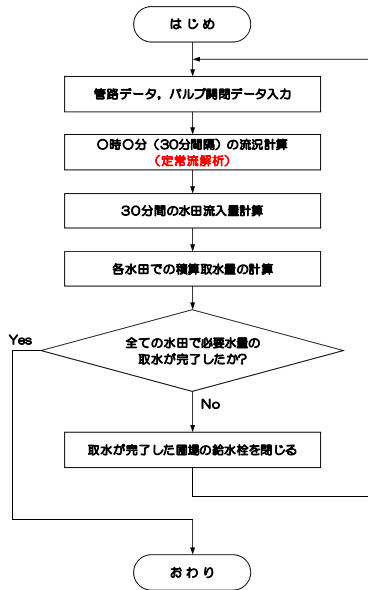 はじめ
管路データ，バルブ開閉データ入力
〇時〇分（30分間隔）の流況計算
（定常流解析）
30分間の水田流入量計算
各水田での積算取水量の計算
全ての水田で必要水量の
取水が完了したか？
Yes
No
取水が完了した圃場の給水栓を閉じる
おわり